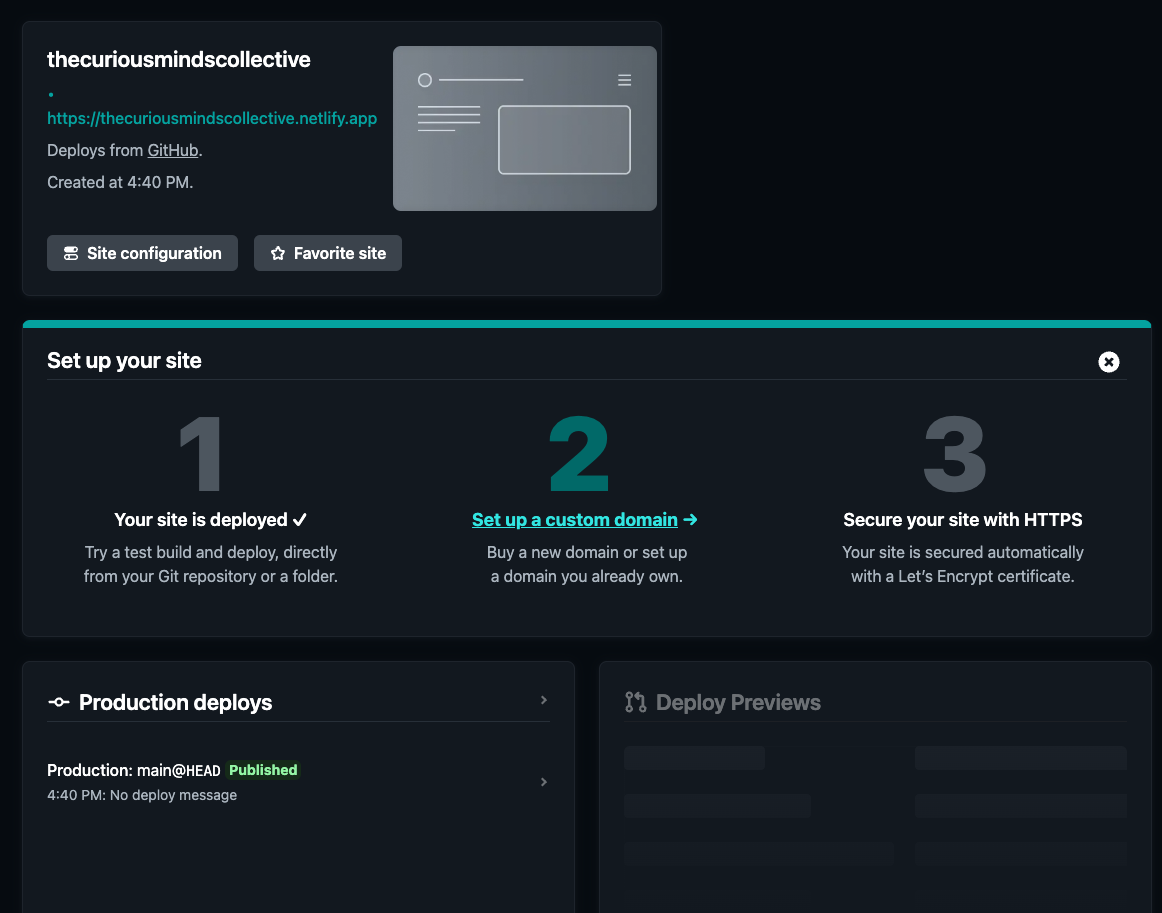 thecuriousmindscollective
https://thecuriousmindscollective.netlify.app
Deploys from GitHub.
Created at 4:40 PM.
Site configuration
Favorite site
Set up your site
1
Your site is deployed ✓
Try a test build and deploy, directly
from your Git repository or a folder.
2
Set up a custom domain →
Buy a new domain or set up
a domain you already own.
3
Secure your site with HTTPS
Your site is secured automatically
with a Let’s Encrypt certificate.
Production deploys
Production: main@HEAD Published
4:40 PM: No deploy message
Deploy Previews